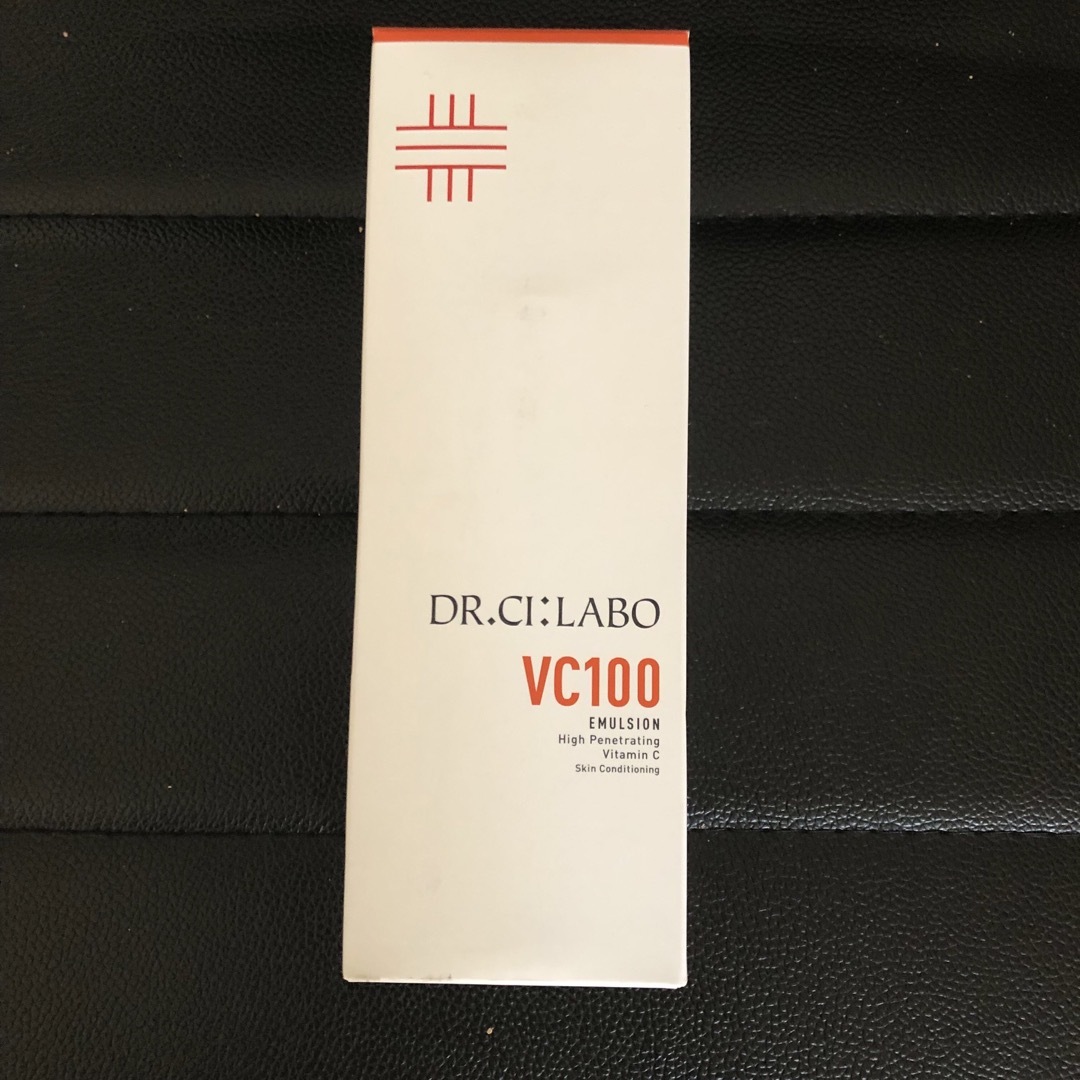 DR.CI:LABO
VC100
EMULSION
High Penetrating
Vitamin C
Skin Conditioning